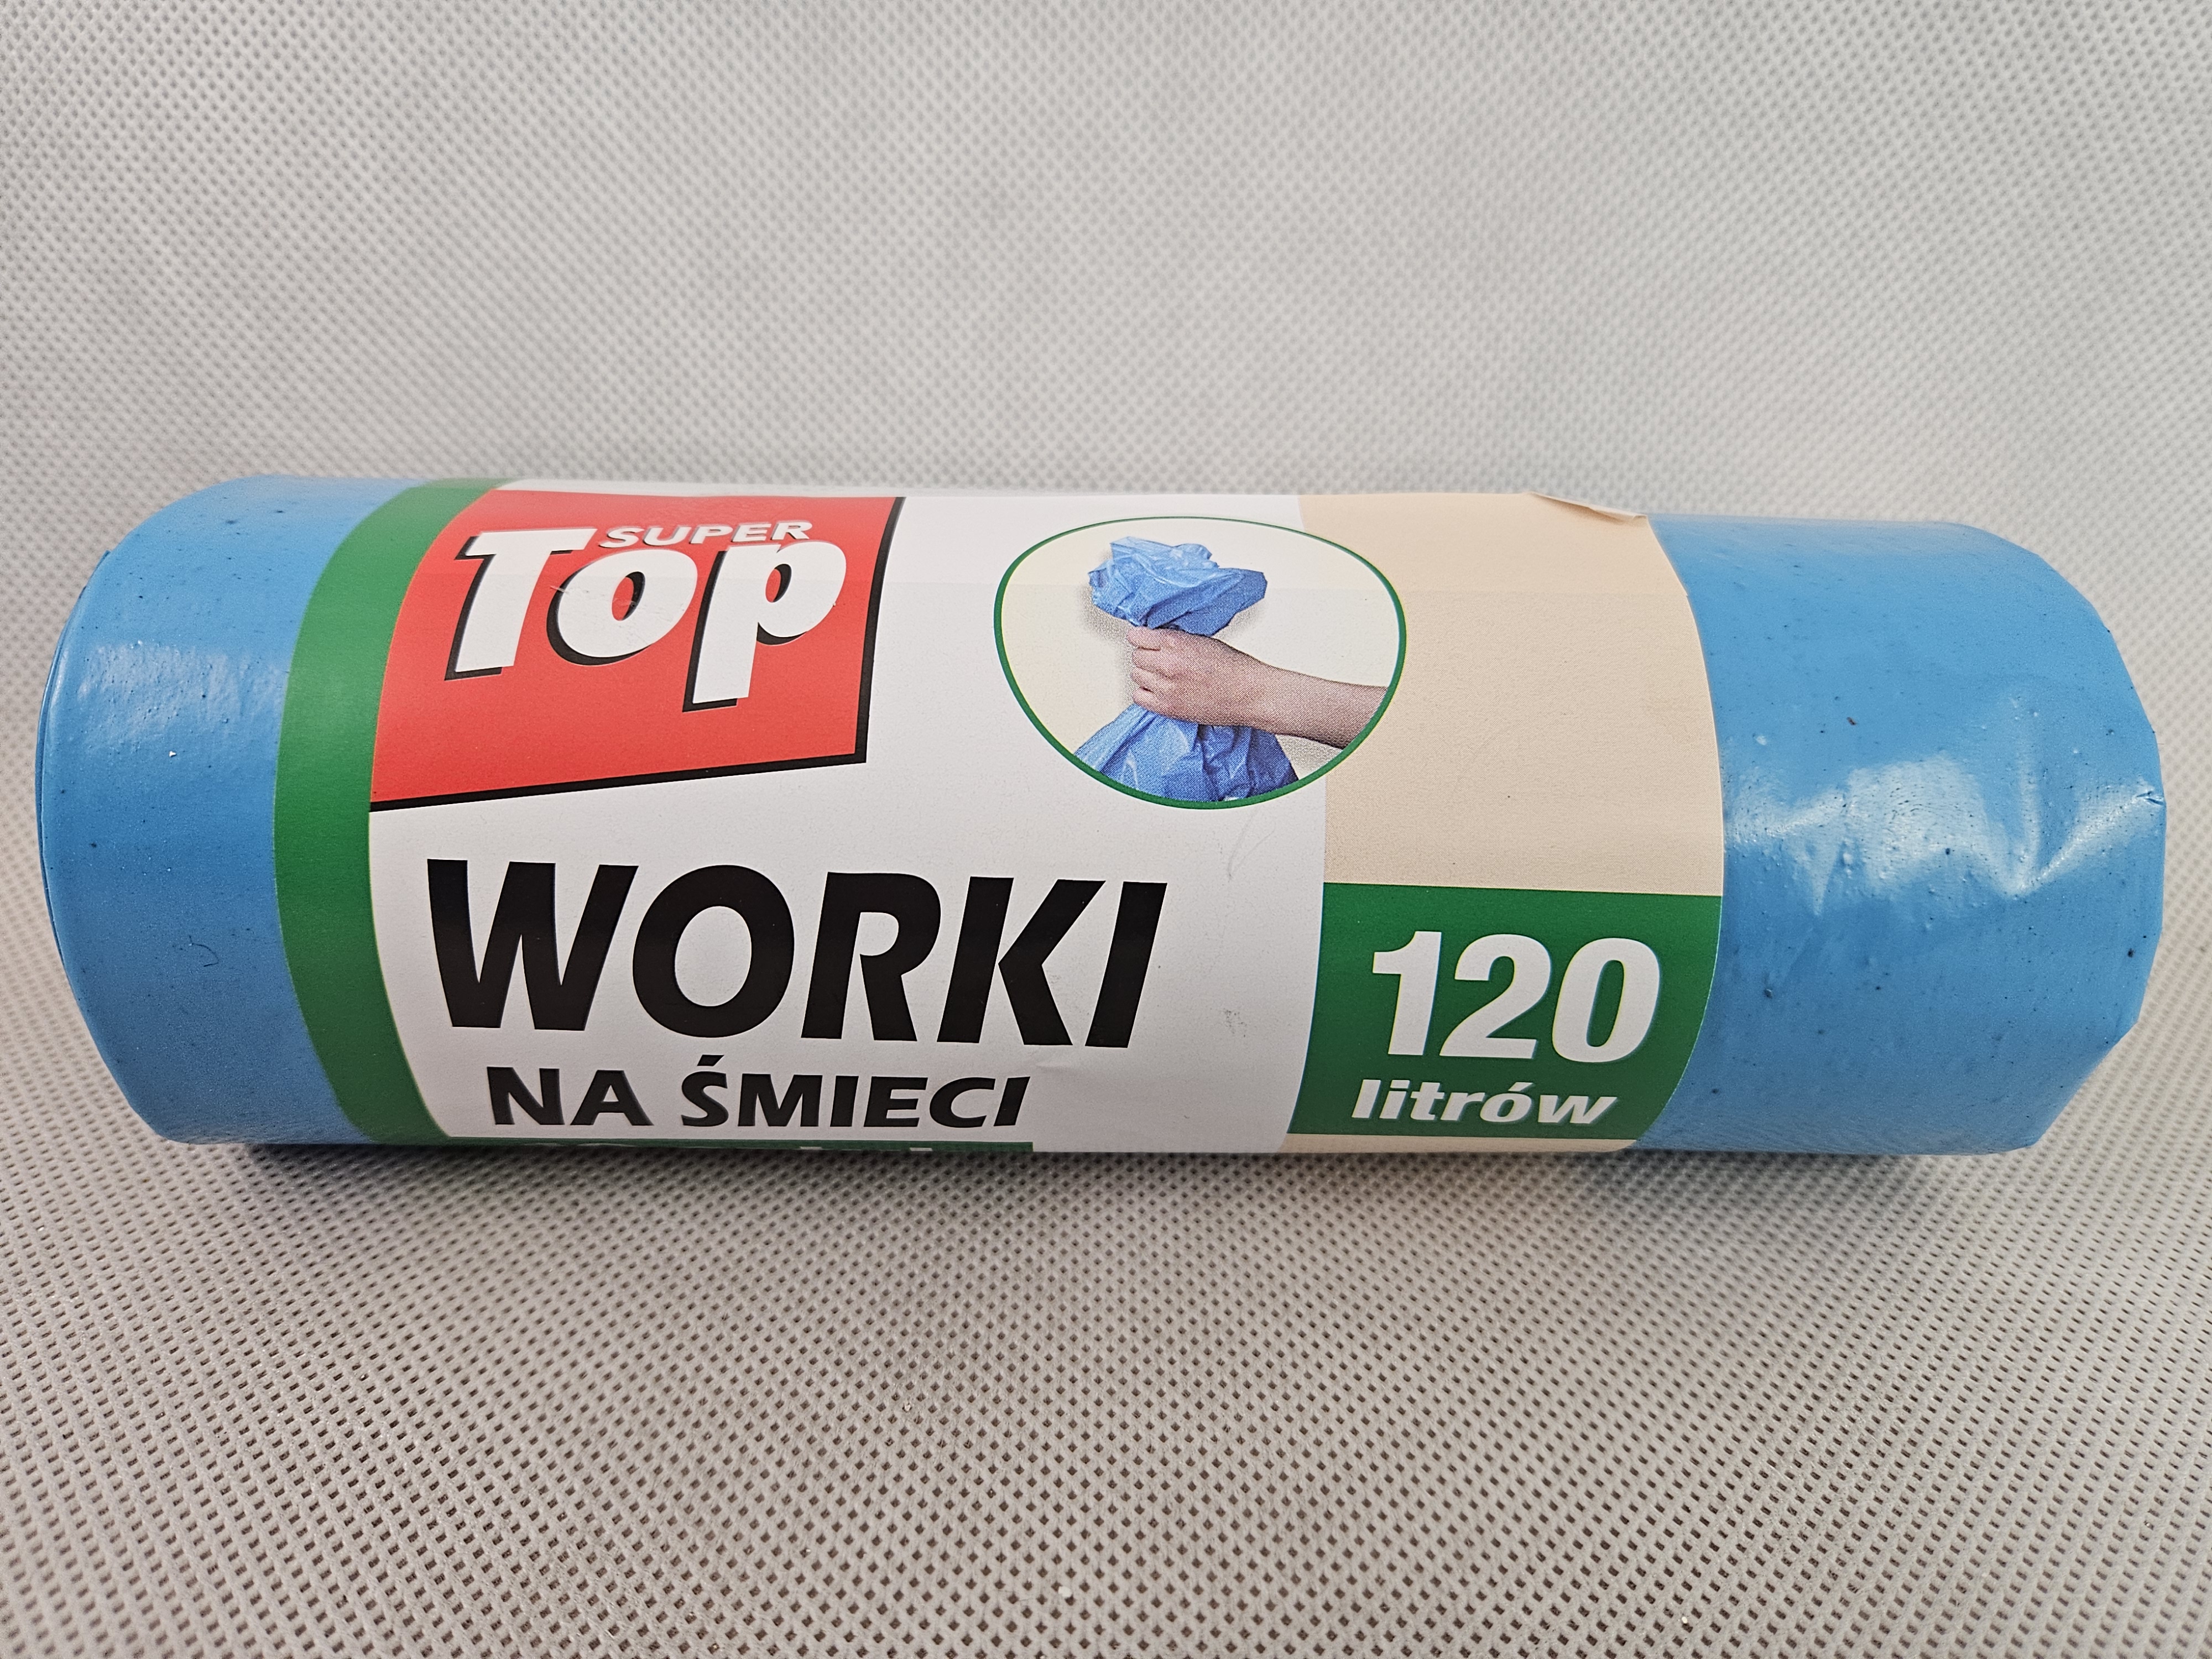 SUPER
Top
WORKI
NA ŚMIECI
120
litrów